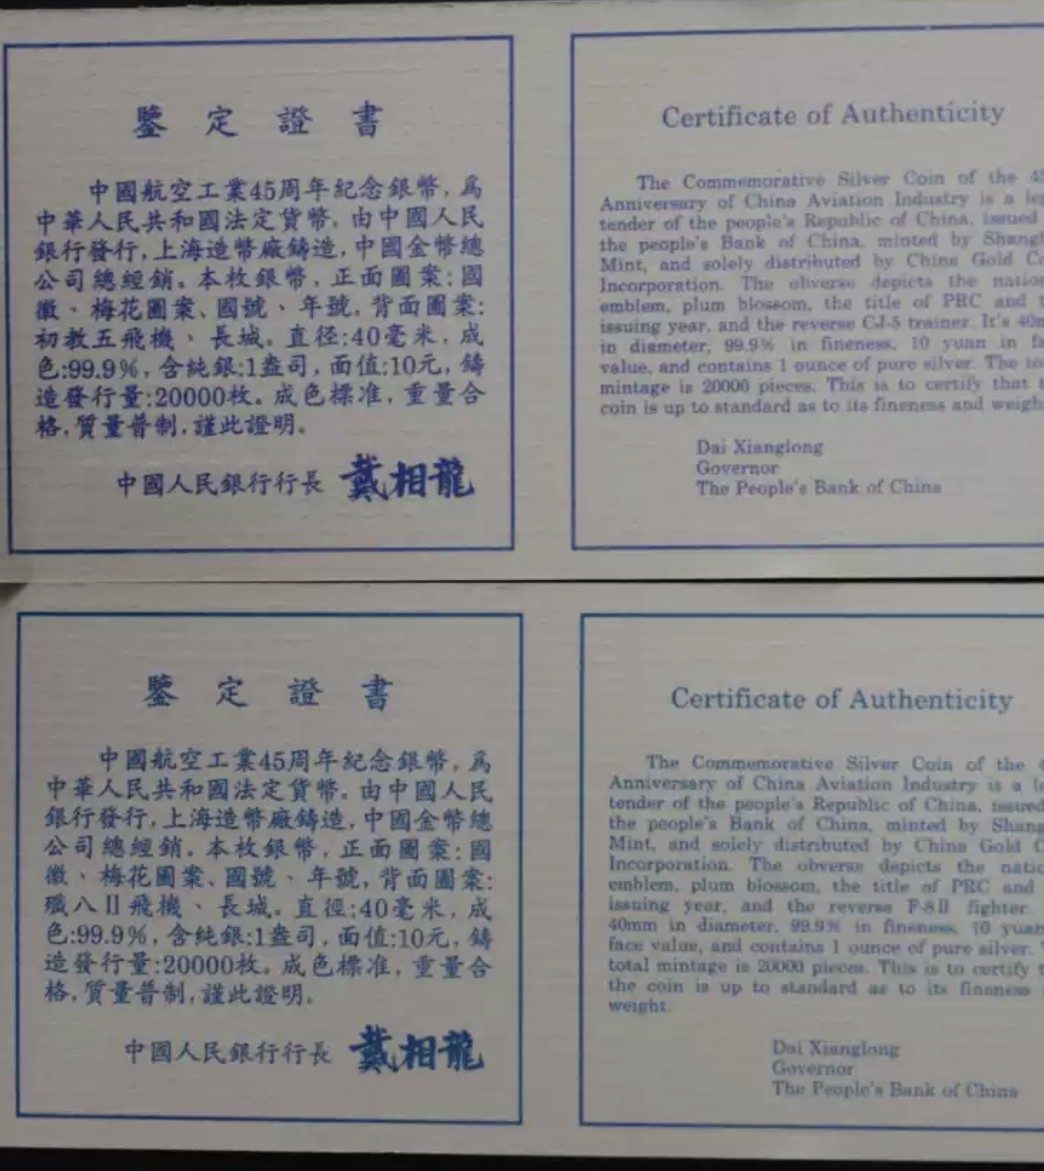 鑒定證書
中國航空工業45周年紀念銀幣，爲
中華人民共和國法定貨幣。由中國人民
銀行發行，上海造幣廠鑄造，中國金幣總
公司總經銷。本枚銀幣，正面圖案：國
徽、梅花圖案、國號、年號，背面圖案：
初教五飛機、長城。直径：40毫米，成
色：99.9％，含純銀：1盎司，面值：10元，鑄
造發行量：20000枚。成色標准，重量合
格，質量普制，謹此證明。
中國人民銀行行長 戴相龍
Certificate of Authenticity
The Commemorative Silver Coin of the
Anniversary of China Aviation Industry is a
tender of the people's Republic of China, issued
the people's Bank of China, minted by
Mint, and solely distributed by China Gold
Incorporation. The obverse depicts the
emblem, plum blossom, the title of PRC and
issuing year, and the reverse CJ-5 trainer. It's
in diameter, 99.9% in fineness, 10 yuan in
value, and contains 1 ounce of pure silver. The
mintage is 20000 pieces. This is to certify that
coin is up to standard as to its fineness and
Dai Xianglong
Governor
The People's Bank of China
鑒定證書
中國航空工業45周年紀念銀幣，爲
中華人民共和國法定貨幣。由中國人民
銀行發行，上海造幣廠鑄造，中國金幣總
公司總經銷。本枚銀幣，正面圖案：國
徽、梅花圖案、國號、年號，背面圖案：
殲八Ⅱ飛機、長城。直徑：40毫米，成
色：99.9％，含純銀：1盎司，面值：10元，鑄
造發行量：20000枚。成色標准，重量合
格，質量普制，謹此證明。
中國人民銀行行長 戴相龍
Certificate of Authenticity
The Commemorative Silver Coin of the
Anniversary of China Aviation Industry is a
tender of the people's Republic of China, issued
the people's Bank of China, minted by
Mint, and solely distributed by China Gold
Incorporation. The obverse depicts the
emblem, plum blossom, the title of PRC and
issuing year, and the reverse F-8II fighter.
40mm in diameter, 99.9% in fineness, 10 yuan
face value, and contains 1 ounce of pure silver.
total mintage is 20000 pieces. This is to certify
the coin is up to standard as to its finaness
weight.
Dai Xianglong
Governor
The People's Bank of China